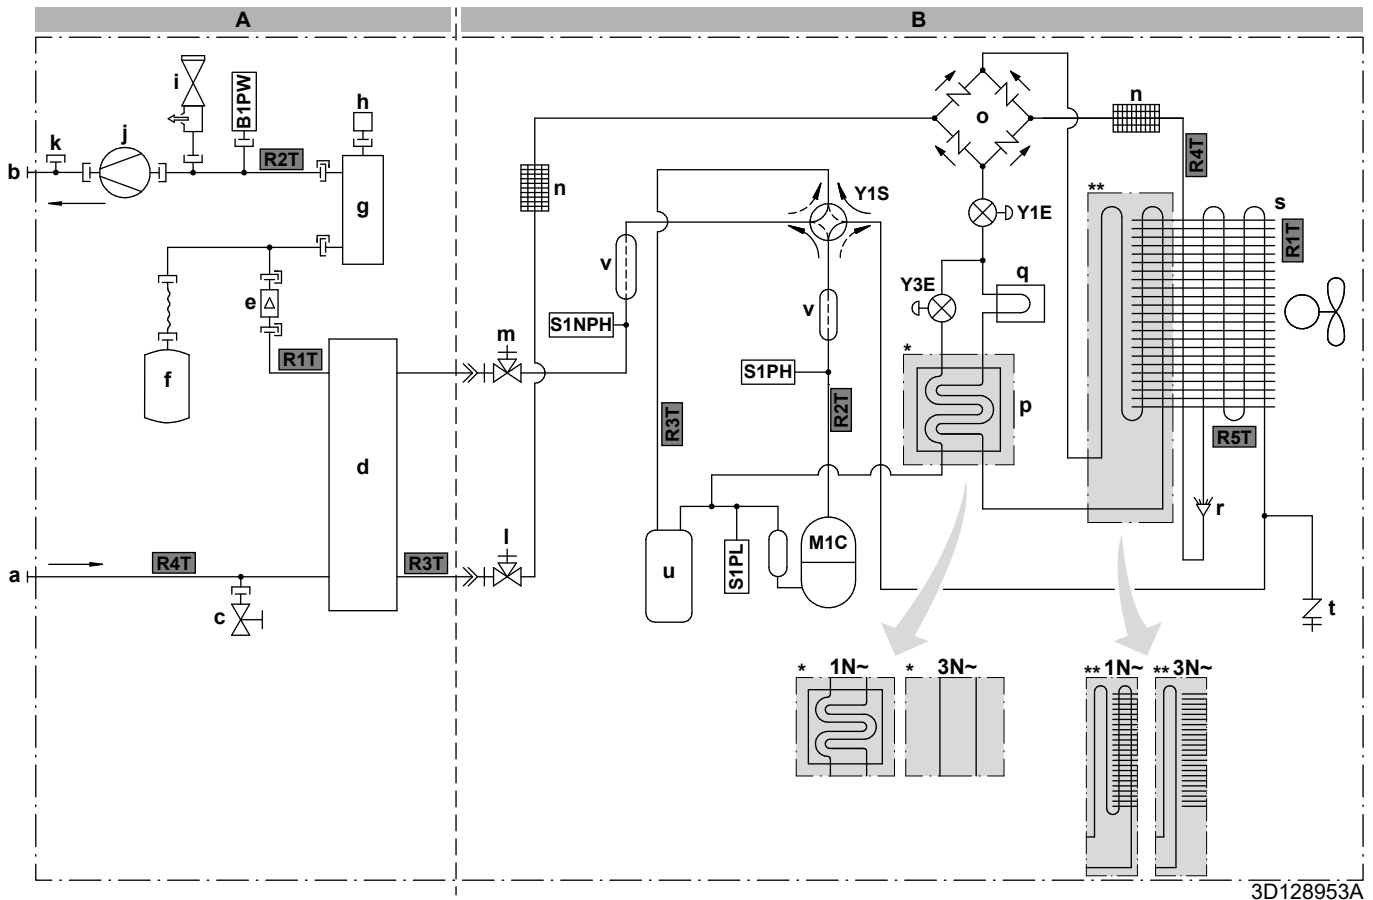 A B
i
B1PW
h
k
j
R2T
b
g
e
f
R1T
d
a
R4T
c
R3T
n
o
n
R4T
**
s
R1T
Y1S
Y1E
v
Y3E
q
v
S1NPH
m
*
S1PH
p
R3T
R2T
R5T
r
l
M1C
u
S1PL
t
* 1N~ * 3N~
** 1N~ ** 3N~
3D128953A